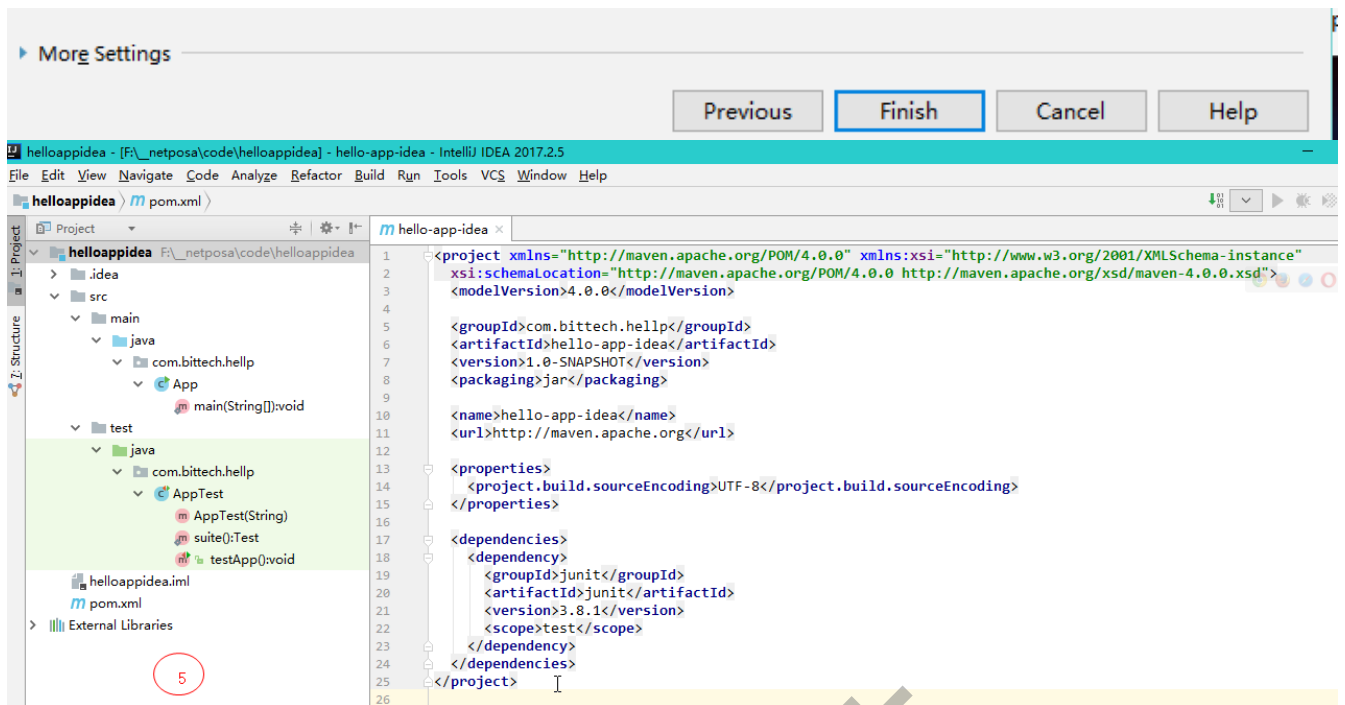 More Settings
Previous Finish Cancel Help
helloappidea - [F:\_netposa\code\helloappidea] - hello-app-idea - IntelliJ IDEA 2017.2.5
File Edit View Navigate Code Analyze Refactor Build Run Tools VCS Window Help
helloappidea pom.xml
1: Project
7: Structure
Project
helloappidea F:\_netposa\code\helloappidea
.idea
src
main
java
com.bittech.hellp
App
main(String[]):void
test
java
com.bittech.hellp
AppTest
AppTest(String)
suite():Test
testApp():void
helloappidea.iml
pom.xml
External Libraries
5
hello-app-idea
1 <project xmlns="http://maven.apache.org/POM/4.0.0" xmlns:xsi="http://www.w3.org/2001/XMLSchema-instance"
2 xsi:schemaLocation="http://maven.apache.org/POM/4.0.0 http://maven.apache.org/xsd/maven-4.0.0.xsd">
3 <modelVersion>4.0.0</modelVersion>
4
5 <groupId>com.bittech.hellp</groupId>
6 <artifactId>hello-app-idea</artifactId>
7 <version>1.0-SNAPSHOT</version>
8 <packaging>jar</packaging>
9
10 <name>hello-app-idea</name>
11 <url>http://maven.apache.org</url>
12
13 <properties>
14 <project.build.sourceEncoding>UTF-8</project.build.sourceEncoding>
15 </properties>
16
17 <dependencies>
18 <dependency>
19 <groupId>junit</groupId>
20 <artifactId>junit</artifactId>
21 <version>3.8.1</version>
22 <scope>test</scope>
23 </dependency>
24 </dependencies>
25 </project>
26